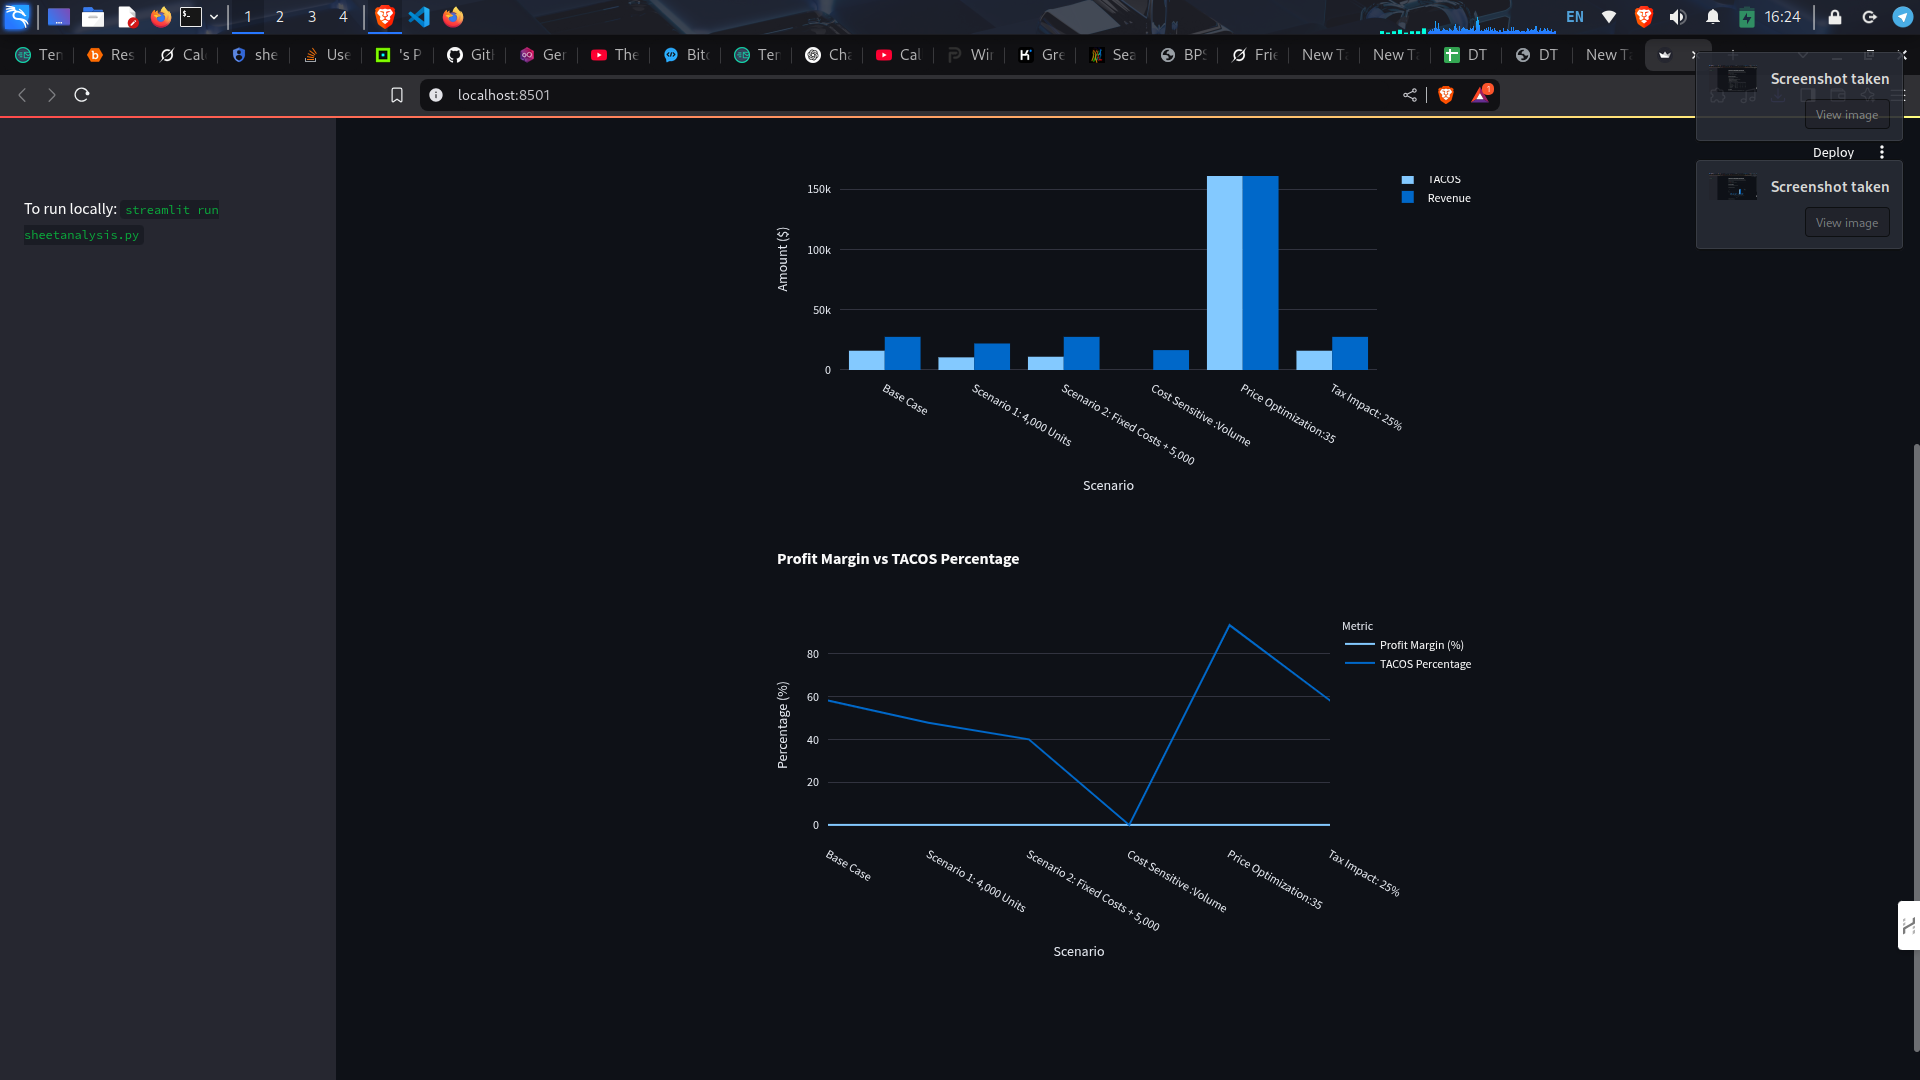 1 2 3 4 EN 16:24
Ten Res Cal she Use 's P Git Ger The Bit Ter Cha Cal Wir Gre Sea BPS Frie New Ta New Ta DT DT New Ta
localhost:8501
1
Screenshot taken
View image
Deploy
Screenshot taken
View image
To run locally: streamlit run
sheetanalysis.py
TACOS
Revenue
150k
100k
50k
0
Amount ($)
Base Case
Scenario 1: 4,000 Units
Scenario 2: Fixed Costs + 5,000
Cost Sensitive :Volume
Price Optimization:35
Tax Impact: 25%
Scenario
Profit Margin vs TACOS Percentage
Metric
Profit Margin (%)
TACOS Percentage
80
60
40
20
0
Percentage (%)
Base Case
Scenario 1: 4,000 Units
Scenario 2: Fixed Costs + 5,000
Cost Sensitive :Volume
Price Optimization:35
Tax Impact: 25%
Scenario